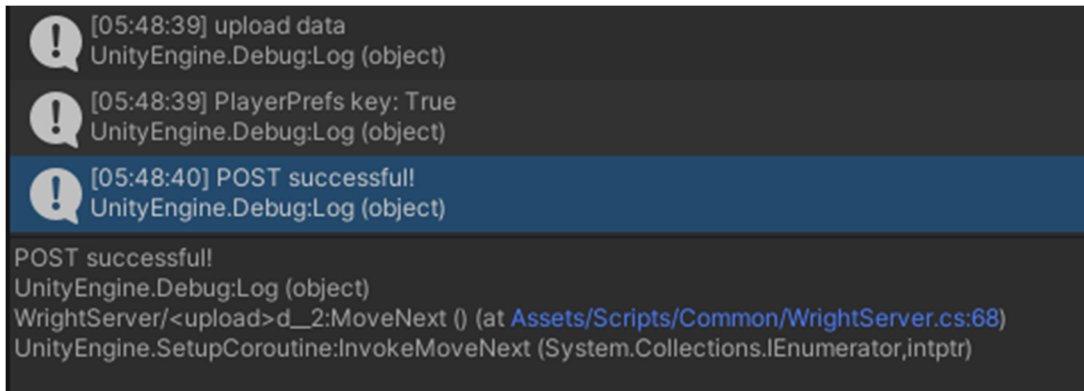 [05:48:39] upload data
UnityEngine.Debug:Log (object)
[05:48:39] PlayerPrefs key: True
UnityEngine.Debug:Log (object)
[05:48:40] POST successful!
UnityEngine.Debug:Log (object)
POST successful!
UnityEngine.Debug:Log (object)
WrightServer/<upload>d__2:MoveNext () (at Assets/Scripts/Common/WrightServer.cs:68)
UnityEngine.SetupCoroutine:InvokeMoveNext (System.Collections.IEnumerator,intptr)